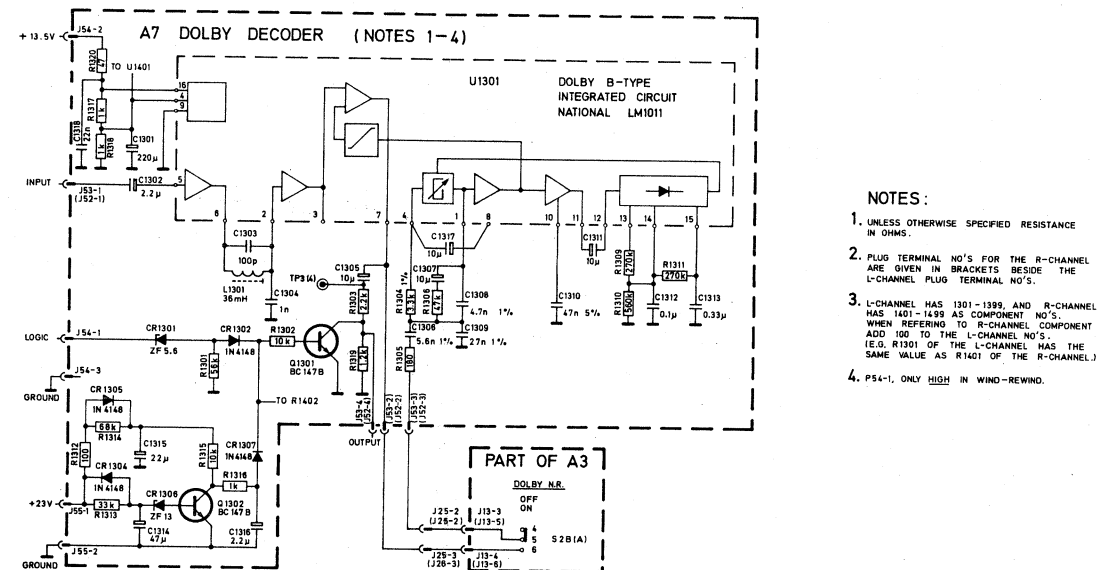 A7 DOLBY DECODER (NOTES 1-4)
+ 13.5V
J54-2
R1320
47
TO U1401
16
4
9
R1317
1k
C1318
22n
R1318
1k
C1301
220µ
U1301
DOLBY B-TYPE
INTEGRATED CIRCUIT
NATIONAL LM1011
INPUT
J53-1
(J52-1)
C1302
2.2µ
5
6
2
3
7
4
1
8
10
11
12
13
14
15
C1303
100p
L1301
36mH
C1304
1n
TP3(4)
C1305
10µ
R1303
2.2k
C1317
10µ
R1304
3.3k
1%
C1307
10µ
R1306
47k
C1308
4.7n 1%
C1306
5.6n 1%
C1309
27n 1%
R1305
180
C1310
47n 5%
C1311
10µ
R1309
270k
R1310
560k
R1311
270k
C1312
0.1µ
C1313
0.33µ
LOGIC
J54-1
CR1301
ZF 5.6
R1301
56k
CR1302
1N4148
R1302
10k
Q1301
BC147B
R1319
1.2k
J54-3
GROUND
TO R1402
CR1305
1N 4148
68k
R1314
R1312
100
C1315
22µ
CR1304
1N 4148
+23V
J55-1
33k
R1313
CR1306
ZF 13
C1314
47µ
R1315
10k
R1316
1k
Q1302
BC147B
CR1307
1N4148
C1316
2.2µ
J55-2
GROUND
J53-4
(J52-4)
J53-2)
(J52-2)
J53-3)
(J52-3)
OUTPUT
PART OF A3
DOLBY N.R.
OFF
ON
J25-2
(J26-2)
J13-3
(J13-5)
4
5
6
S2B(A)
J25-3
(J26-3)
J13-4
(J13-6)
NOTES:
1. UNLESS OTHERWISE SPECIFIED RESISTANCE
IN OHMS.
2. PLUG TERMINAL NO'S FOR THE R-CHANNEL
ARE GIVEN IN BRACKETS BESIDE THE
L-CHANNEL PLUG TERMINAL NO'S.
3. L-CHANNEL HAS 1301-1399, AND R-CHANNEL
HAS 1401-1499 AS COMPONENT NO'S.
WHEN REFERING TO R-CHANNEL COMPONENT
ADD 100 TO THE L-CHANNEL NO'S.
(E.G. R1301 OF THE L-CHANNEL HAS THE
SAME VALUE AS R1401 OF THE R-CHANNEL.)
4. P54-1, ONLY HIGH IN WIND-REWIND.